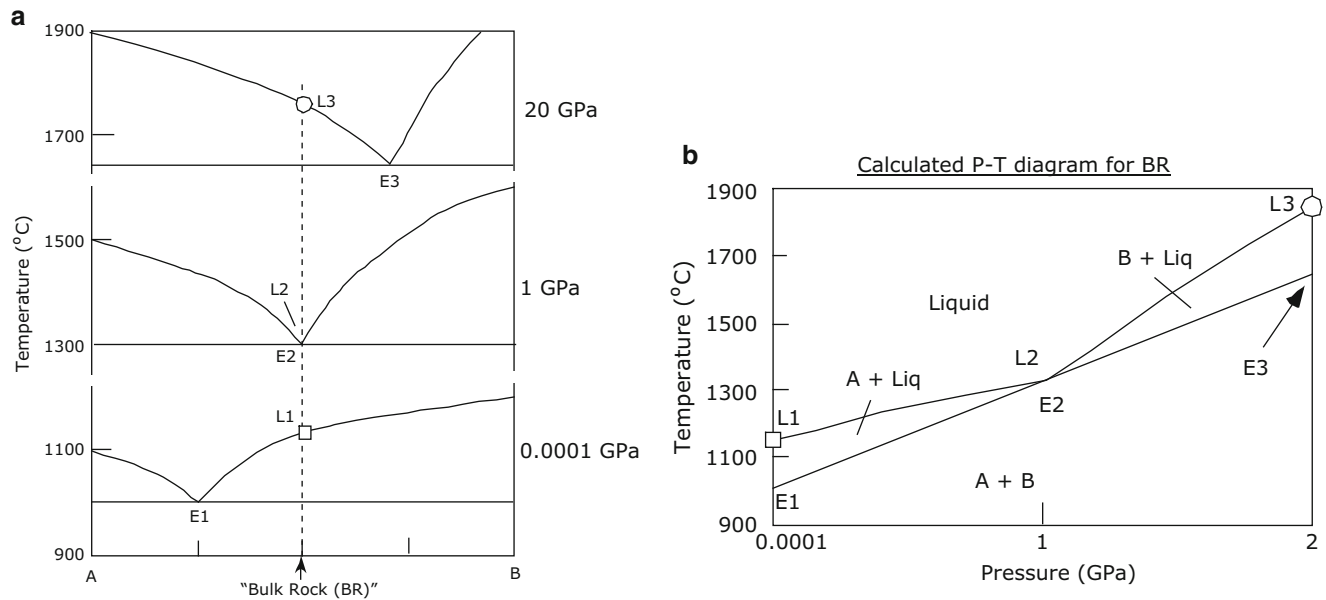 a
1900
1700
1500
1300
1100
900
Temperature (°C)
L3
E3
20 GPa
L2
E2
1 GPa
L1
E1
0.0001 GPa
A
B
"Bulk Rock (BR)"
b
Calculated P-T diagram for BR
1900
1700
1500
1300
1100
900
Temperature (°C)
L3
B + Liq
Liquid
E3
L2
A + Liq
E2
L1
A + B
E1
0.0001
1
2
Pressure (GPa)